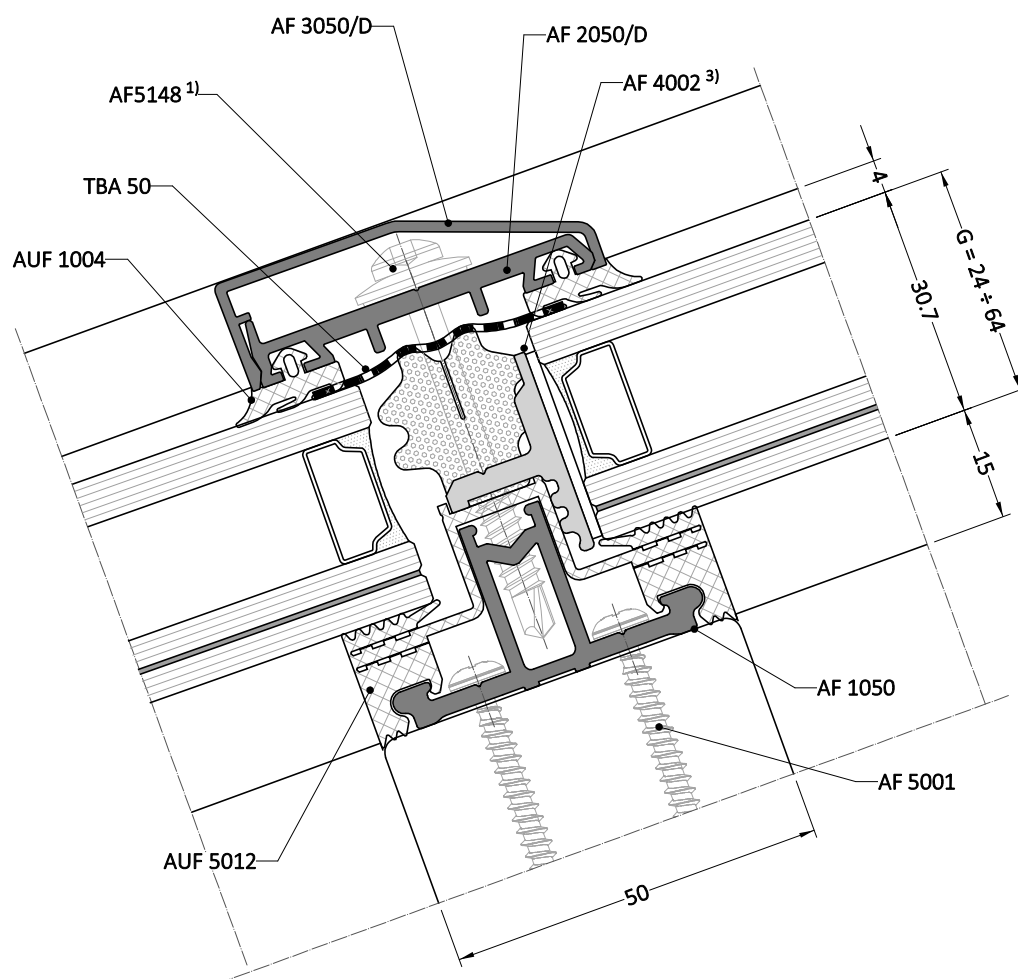 AF 3050/D
AF 2050/D
AF5148 1)
AF 4002 3)
TBA 50
AUF 1004
4
G = 24 ÷ 64
30.7
15
AF 1050
AF 5001
AUF 5012
50